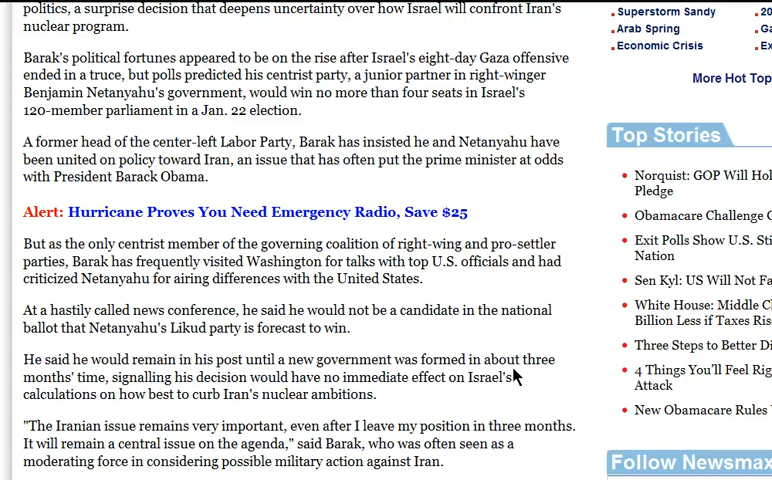 politics, a surprise decision that deepens uncertainty over how Israel will confront Iran's
nuclear program.
Barak's political fortunes appeared to be on the rise after Israel's eight-day Gaza offensive
ended in a truce, but polls predicted his centrist party, a junior partner in right-winger
Benjamin Netanyahu's government, would win no more than four seats in Israel's
120-member parliament in a Jan. 22 election.
A former head of the center-left Labor Party, Barak has insisted he and Netanyahu have
been united on policy toward Iran, an issue that has often put the prime minister at odds
with President Barack Obama.
Alert: Hurricane Proves You Need Emergency Radio, Save $25
But as the only centrist member of the governing coalition of right-wing and pro-settler
parties, Barak has frequently visited Washington for talks with top U.S. officials and had
criticized Netanyahu for airing differences with the United States.
At a hastily called news conference, he said he would not be a candidate in the national
ballot that Netanyahu's Likud party is forecast to win.
He said he would remain in his post until a new government was formed in about three
months' time, signalling his decision would have no immediate effect on Israel's
calculations on how best to curb Iran's nuclear ambitions.
"The Iranian issue remains very important, even after I leave my position in three months.
It will remain a central issue on the agenda," said Barak, who was often seen as a
moderating force in considering possible military action against Iran.
Superstorm Sandy
Arab Spring
Economic Crisis
20
Ga
Ex
More Hot Top
Top Stories
Norquist: GOP Will Hol
Pledge
Obamacare Challenge C
Exit Polls Show U.S. Sti
Nation
Sen Kyl: US Will Not Fa
White House: Middle C
Billion Less if Taxes Ris
Three Steps to Better Di
4 Things You'll Feel Rig
Attack
New Obamacare Rules
Follow Newsmax